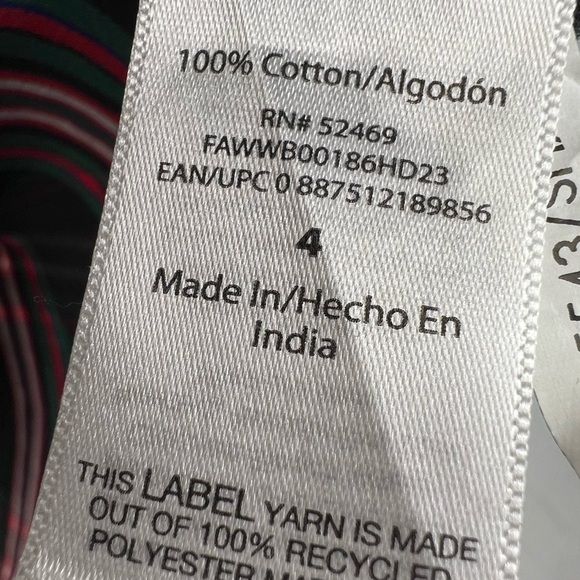 100% Cotton/Algodón
RN# 52469
FAWWB00186HD23
EAN/UPC 0 887512189856
4
Made In/Hecho En
India
THIS LABEL YARN IS MADE
OUT OF 100% RECYCLED
POLYESTER